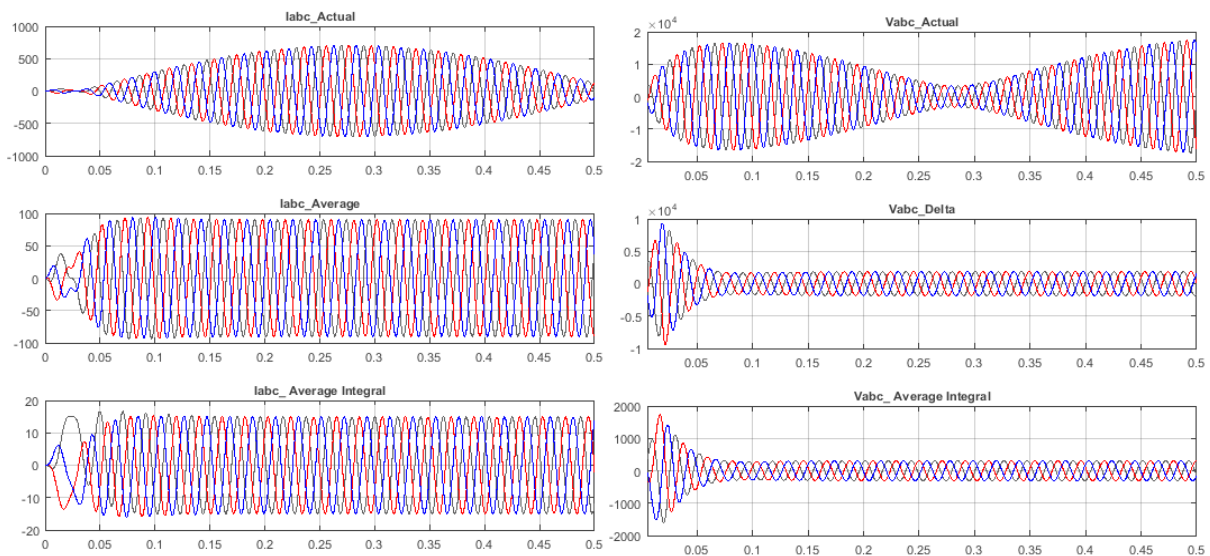 Iabc_Actual
1000
500
0
-500
-1000
0 0.05 0.1 0.15 0.2 0.25 0.3 0.35 0.4 0.45 0.5
Iabc_Average
100
50
0
-50
-100
0 0.05 0.1 0.15 0.2 0.25 0.3 0.35 0.4 0.45 0.5
Iabc_ Average Integral
20
10
0
-10
-20
0 0.05 0.1 0.15 0.2 0.25 0.3 0.35 0.4 0.45 0.5
×10⁴ Vabc_Actual
2
1
0
-1
-2
0.05 0.1 0.15 0.2 0.25 0.3 0.35 0.4 0.45 0.5
×10⁴ Vabc_Delta
1
0.5
0
-0.5
-1
0.05 0.1 0.15 0.2 0.25 0.3 0.35 0.4 0.45 0.5
Vabc_ Average Integral
2000
1000
0
-1000
-2000
0.05 0.1 0.15 0.2 0.25 0.3 0.35 0.4 0.45 0.5